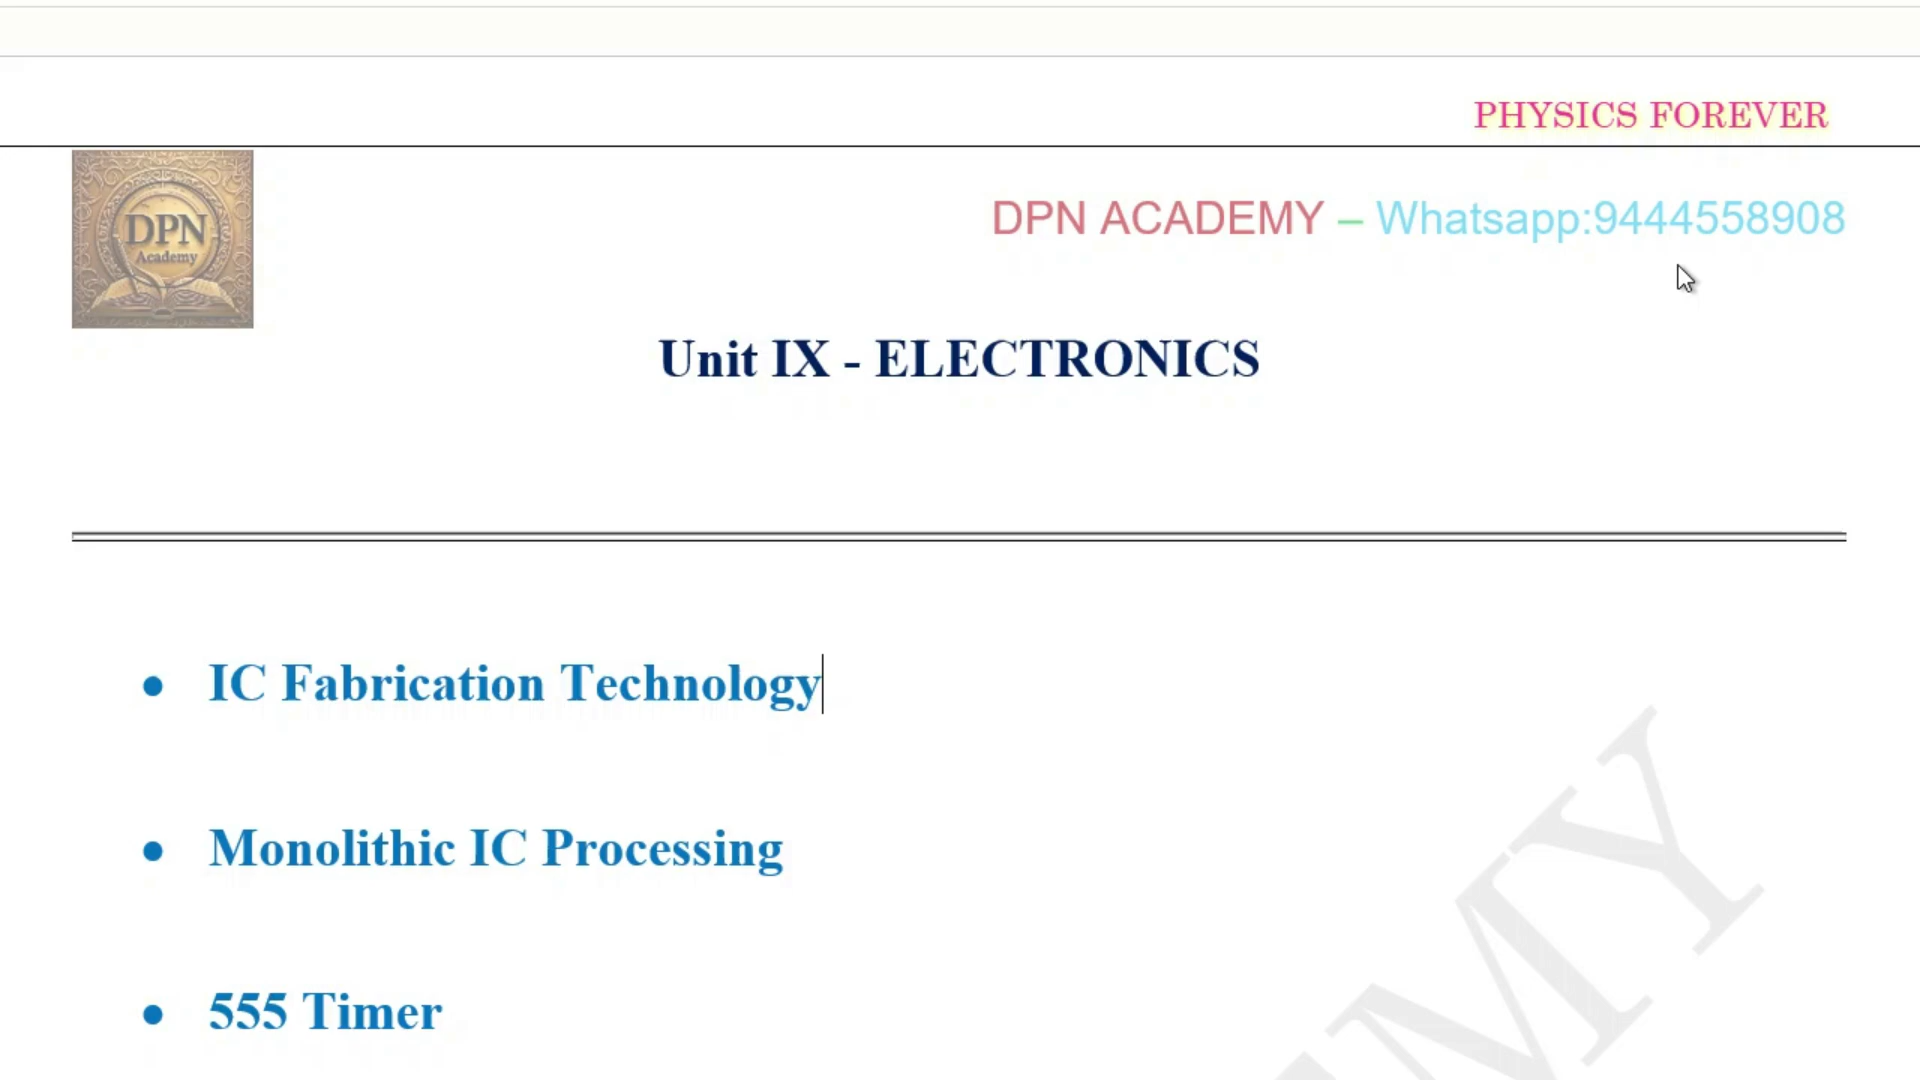 PHYSICS FOREVER
DPN
Academy
DPN ACADEMY – Whatsapp:9444558908
Unit IX - ELECTRONICS
• IC Fabrication Technology
• Monolithic IC Processing
• 555 Timer
MY